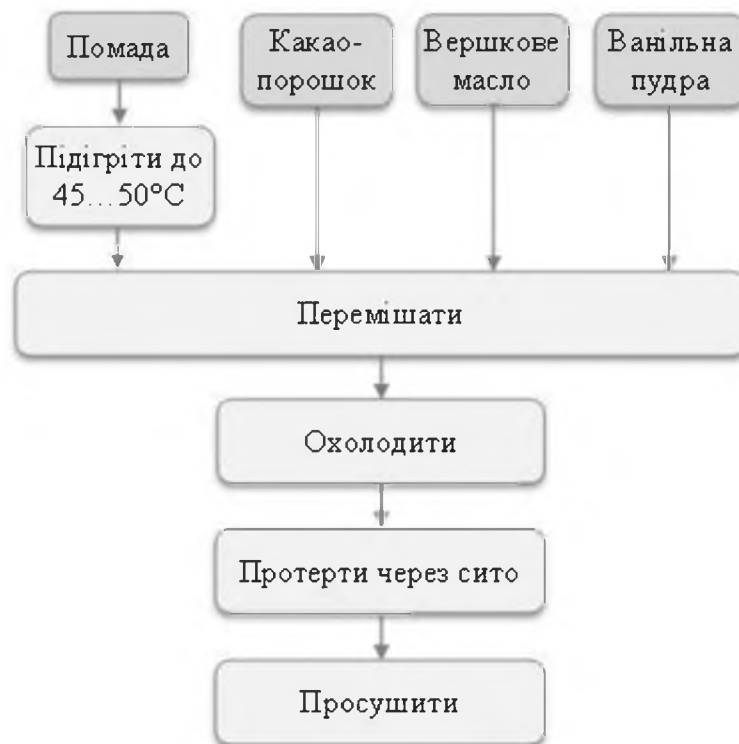 Помада
Какао-
порошок
Вершкове
масло
Ванільна
пудра
Підігріти до
45...50°С
Перемішати
Охолодити
Протерти через сито
Просушити